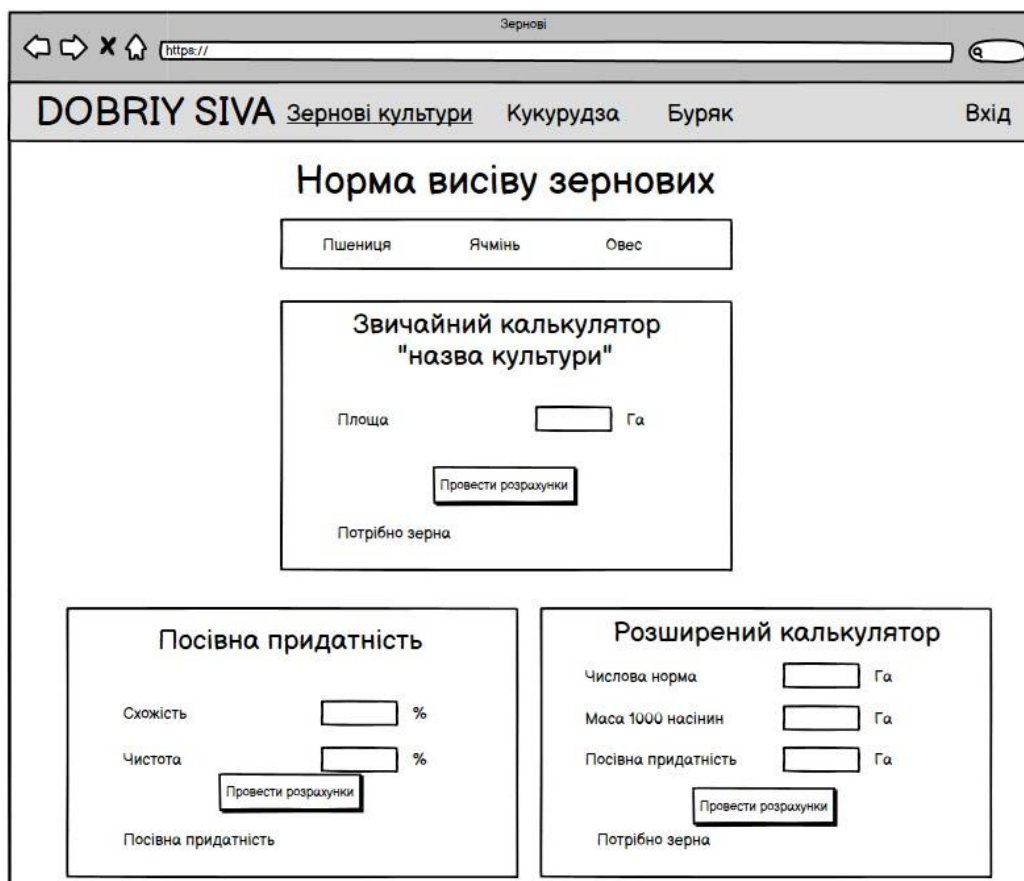 Зернові
https://
DOBRIY SIVA Зернові культури Кукурудза Буряк Вхід
Норма висіву зернових
Пшениця Ячмінь Овес
Звичайний калькулятор
"назва культури"
Площа Га
Провести розрахунки
Потрібно зерна
Посівна придатність
Схожість %
Чистота %
Провести розрахунки
Посівна придатність
Розширений калькулятор
Числова норма Га
Маса 1000 насінин Га
Посівна придатність Га
Провести розрахунки
Потрібно зерна